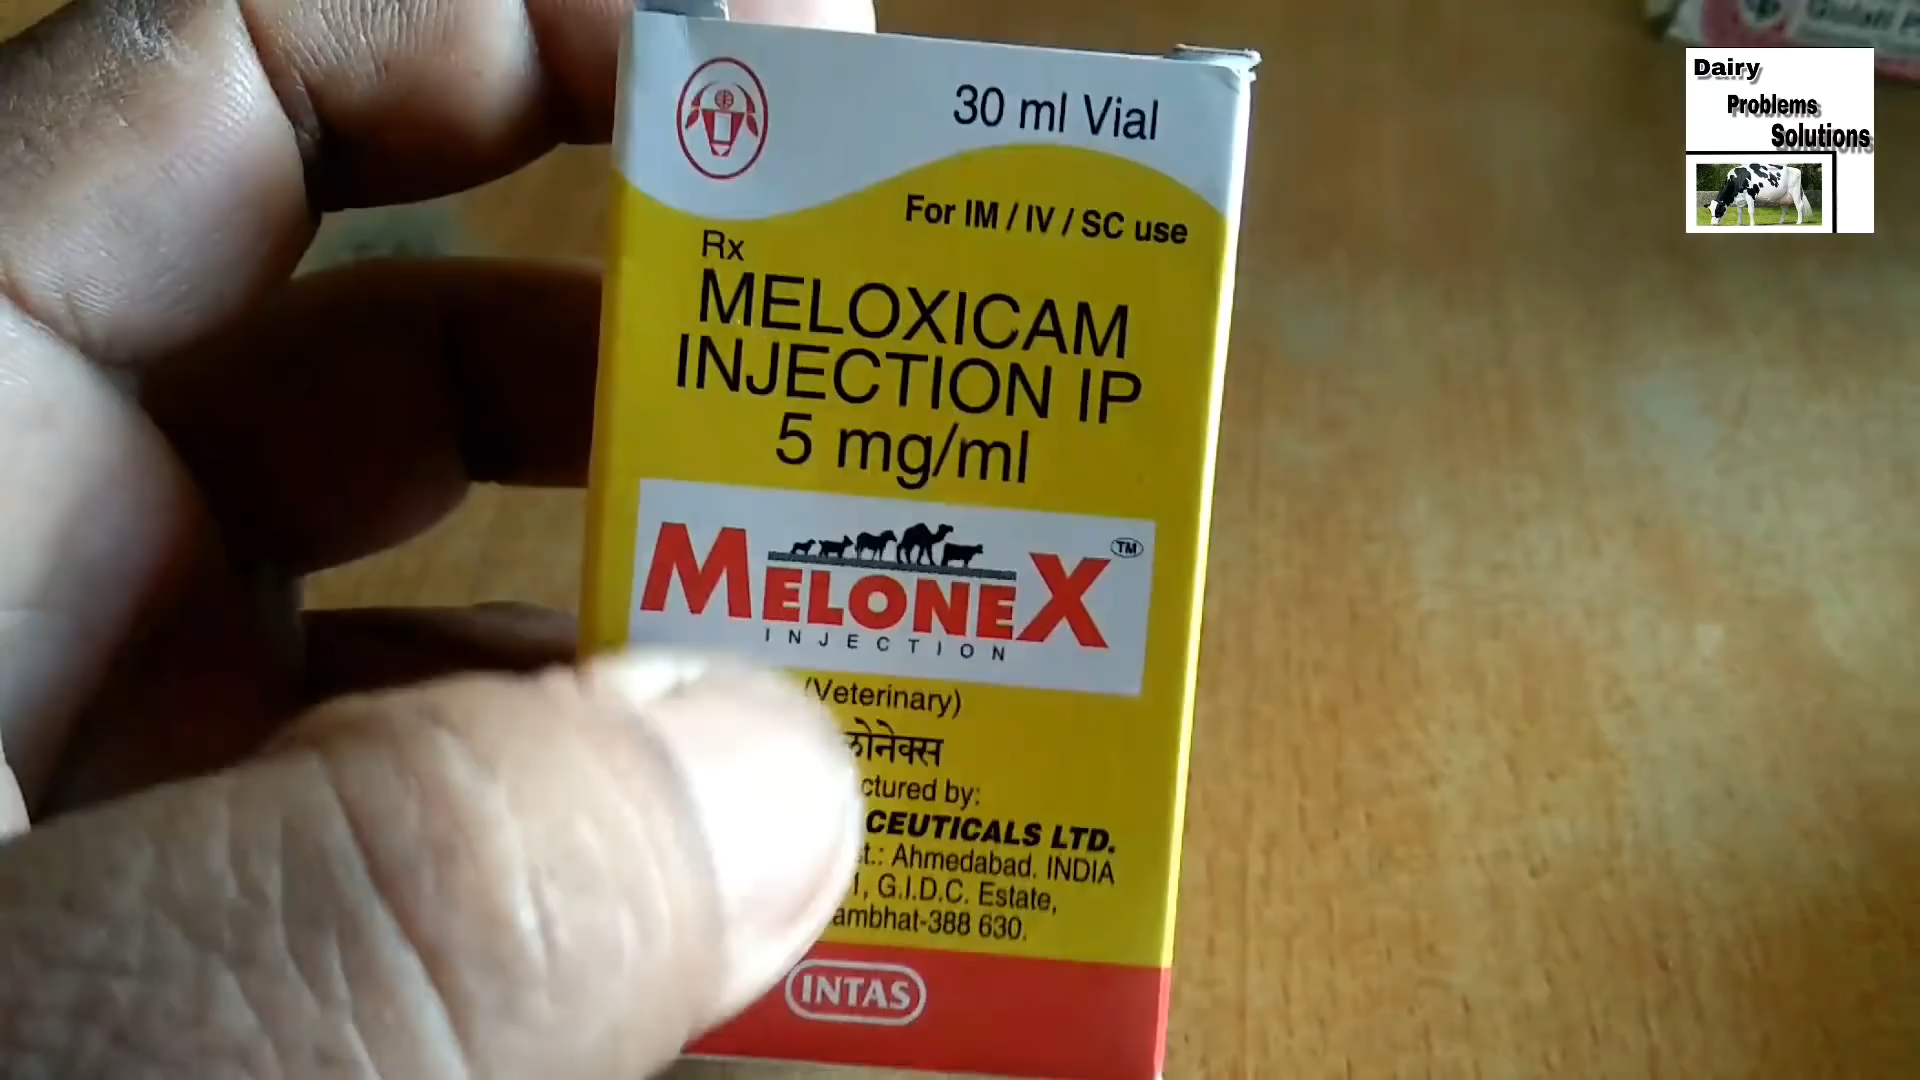 30 ml Vial
For IM / IV / SC use
Rx
MELOXICAM
INJECTION IP
5 mg/ml
MELONEX TM
INJECTION
(Veterinary)
लोनेक्स
ctured by:
CEUTICALS LTD.
st.: Ahmedabad. INDIA
1, G.I.D.C. Estate,
ambhat-388 630.
INTAS
Dairy
Problems
Solutions